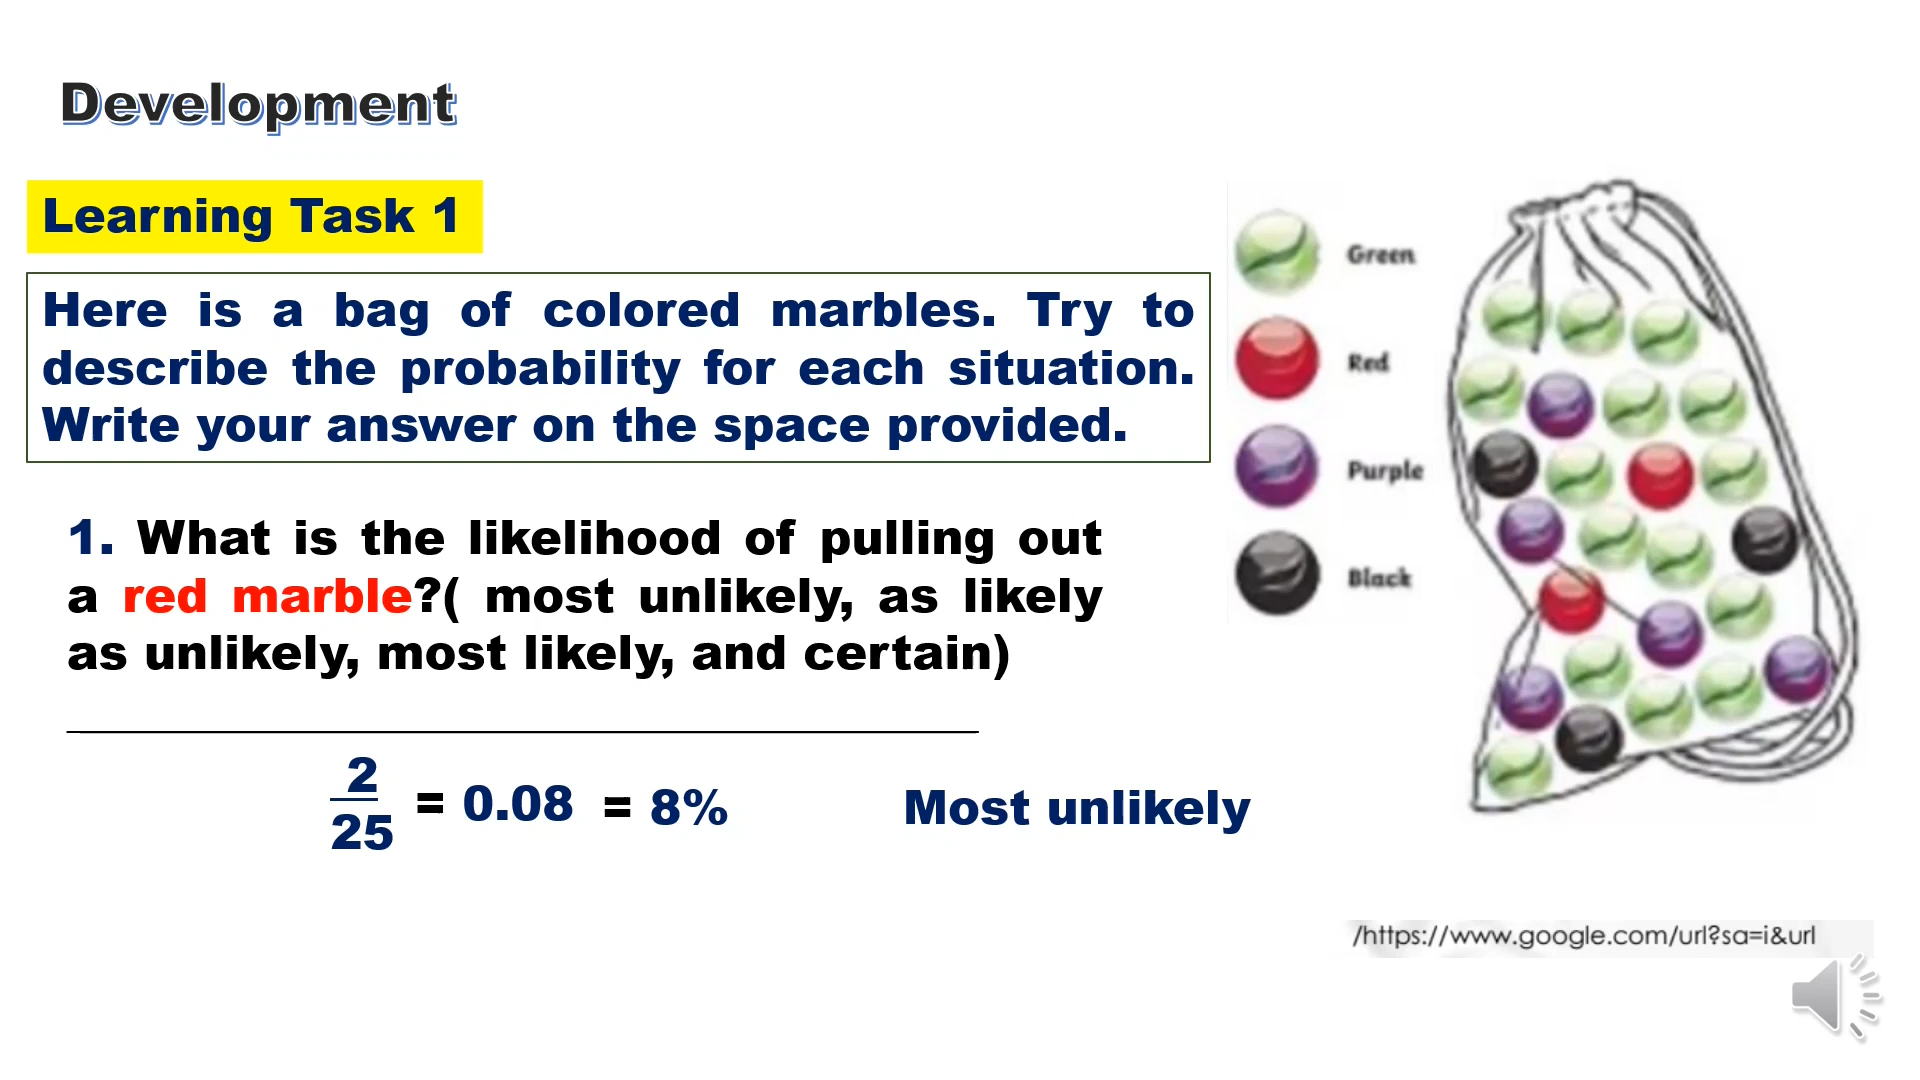 Development
Learning Task 1
Here is a bag of colored marbles. Try to
describe the probability for each situation.
Write your answer on the space provided.
1. What is the likelihood of pulling out
a red marble?( most unlikely, as likely
as unlikely, most likely, and certain)
2
25
= 0.08 = 8%
Most unlikely
Green
Red
Purple
Black
/https://www.google.com/url?sa=i&url